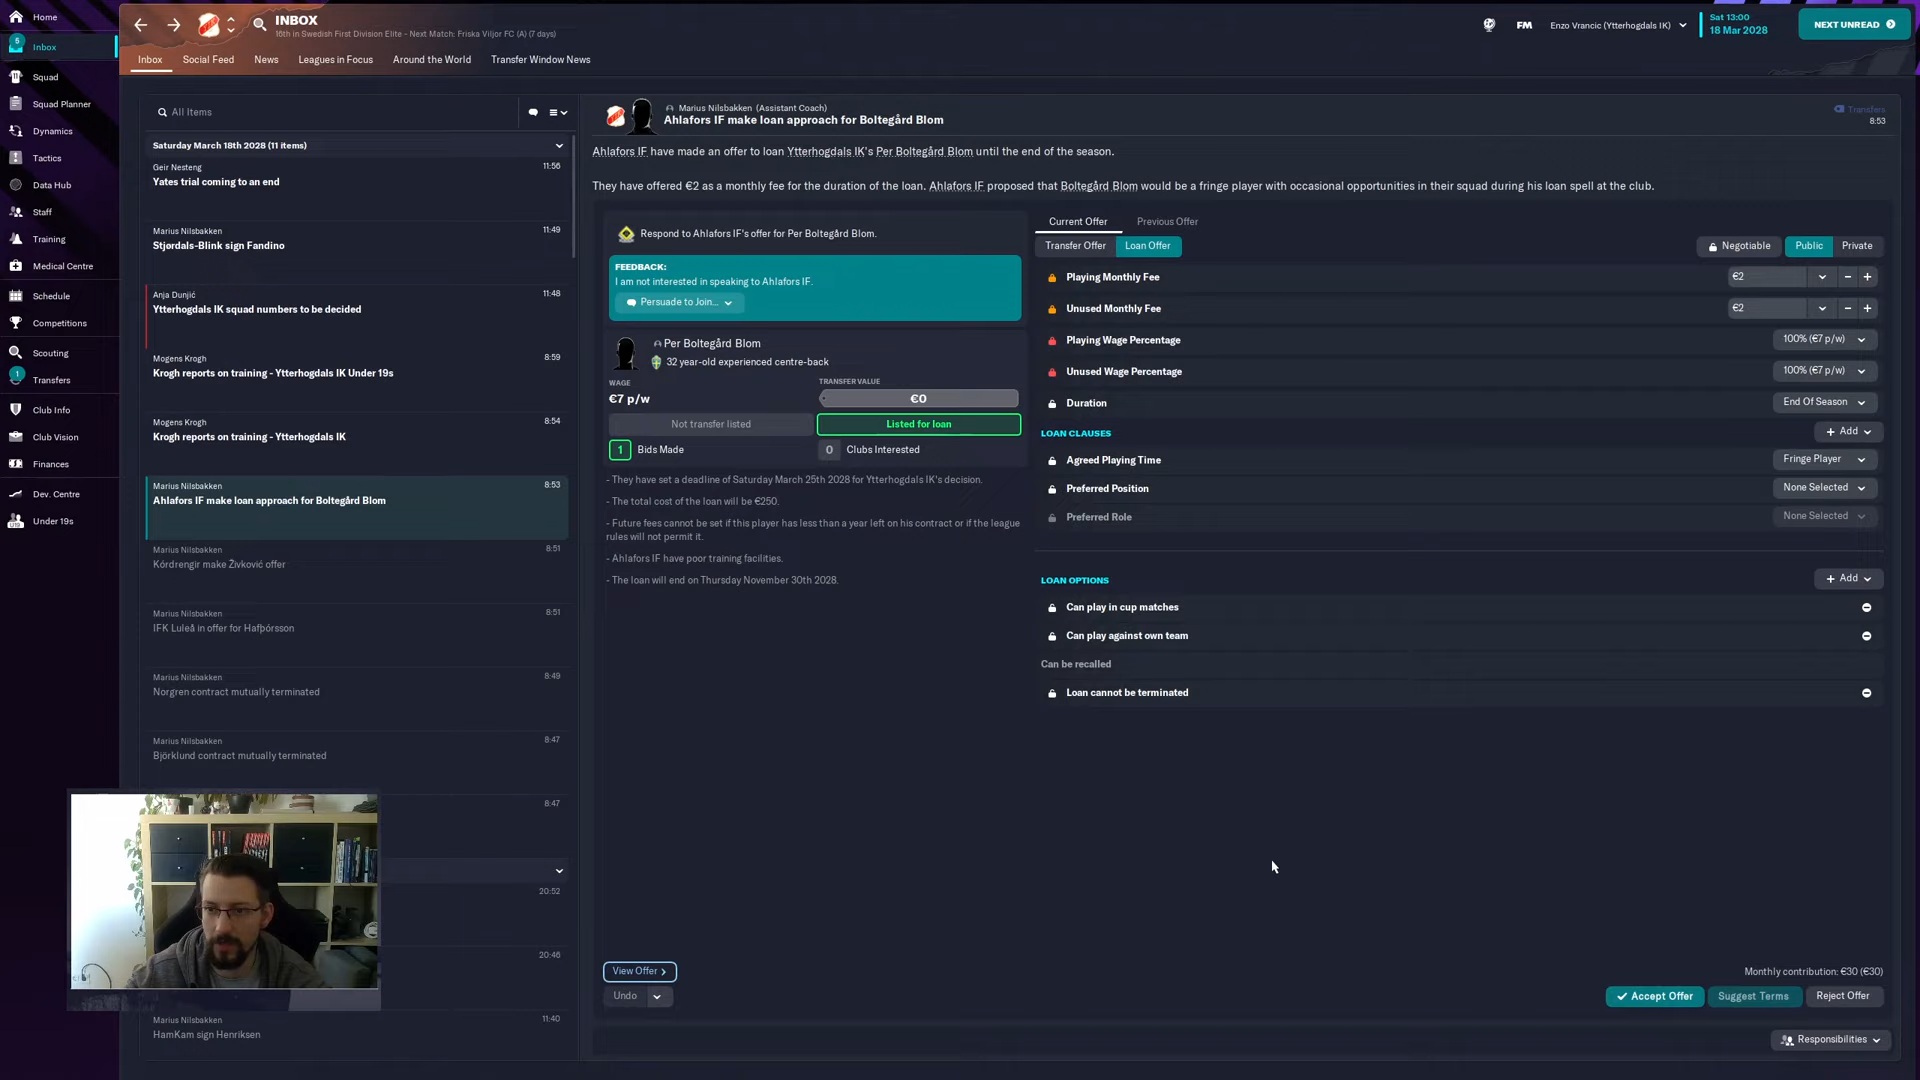 Home
5
Inbox
Squad
Squad Planner
Dynamics
Tactics
Data Hub
Staff
Training
Medical Centre
Schedule
Competitions
Scouting
1
Transfers
Club Info
Club Vision
Finances
Dev. Centre
Under 19s
INBOX
16th in Swedish First Division Elite - Next Match: Friska Viljor FC (A) (7 days)
FM
Enzo Vrancic (Ytterhogdals IK)
Sat 13:00
18 Mar 2028
NEXT UNREAD
Inbox
Social Feed
News
Leagues in Focus
Around the World
Transfer Window News
All Items
Saturday March 18th 2028 (11 items)
Geir Nesteng 11:56
Yates trial coming to an end
Marius Nilsbakken 11:49
Stjørdals-Blink sign Fandino
Anja Dunjić 11:48
Ytterhogdals IK squad numbers to be decided
Mogens Krogh 8:59
Krogh reports on training - Ytterhogdals IK Under 19s
Mogens Krogh 8:54
Krogh reports on training - Ytterhogdals IK
Marius Nilsbakken 8:53
Ahlafors IF make loan approach for Boltegård Blom
Marius Nilsbakken 8:51
Kórdrengir make Živković offer
Marius Nilsbakken 8:51
IFK Luleå in offer for Hafþórsson
Marius Nilsbakken 8:49
Norgren contract mutually terminated
Marius Nilsbakken 8:47
Björklund contract mutually terminated
8:47
20:52
20:46
Marius Nilsbakken 11:40
HamKam sign Henriksen
Marius Nilsbakken (Assistant Coach)
Ahlafors IF make loan approach for Boltegård Blom
Transfers
8:53
Ahlafors IF have made an offer to loan Ytterhogdals IK's Per Boltegård Blom until the end of the season.
They have offered €2 as a monthly fee for the duration of the loan. Ahlafors IF proposed that Boltegård Blom would be a fringe player with occasional opportunities in their squad during his loan spell at the club.
Respond to Ahlafors IF's offer for Per Boltegård Blom.
FEEDBACK:
I am not interested in speaking to Ahlafors IF.
Persuade to Join...
Per Boltegård Blom
32 year-old experienced centre-back
WAGE
€7 p/w
TRANSFER VALUE
€0
Not transfer listed
Listed for loan
1 Bids Made
0 Clubs Interested
- They have set a deadline of Saturday March 25th 2028 for Ytterhogdals IK's decision.
- The total cost of the loan will be €250.
- Future fees cannot be set if this player has less than a year left on his contract or if the league
rules will not permit it.
- Ahlafors IF have poor training facilities.
- The loan will end on Thursday November 30th 2028.
View Offer
Undo
Current Offer
Previous Offer
Transfer Offer
Loan Offer
Negotiable
Public
Private
Playing Monthly Fee €2
Unused Monthly Fee €2
Playing Wage Percentage 100% (€7 p/w)
Unused Wage Percentage 100% (€7 p/w)
Duration End Of Season
LOAN CLAUSES + Add
Agreed Playing Time Fringe Player
Preferred Position None Selected
Preferred Role None Selected
LOAN OPTIONS + Add
Can play in cup matches
Can play against own team
Can be recalled
Loan cannot be terminated
Monthly contribution: €30 (€30)
Accept Offer
Suggest Terms
Reject Offer
Responsibilities